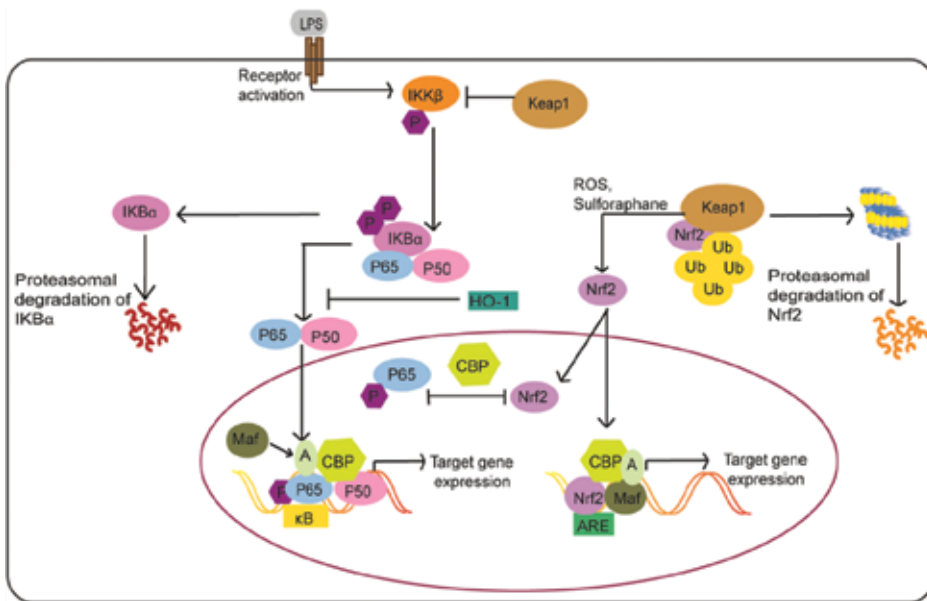 LPS
Receptor
activation
IKKβ
P
Keap1
IKBα
P
P
IKBα
P65
P50
ROS,
Sulforaphane
Keap1
Nrf2
Ub
Ub
Ub
Ub
Proteasomal
degradation of
IKBα
HO-1
Nrf2
Proteasomal
degradation of
Nrf2
P65
P50
P65
P
CBP
Nrf2
Maf
A
CBP
P
P65
P50
κB
Target gene
expression
CBP
A
Nrf2
Maf
ARE
Target gene
expression